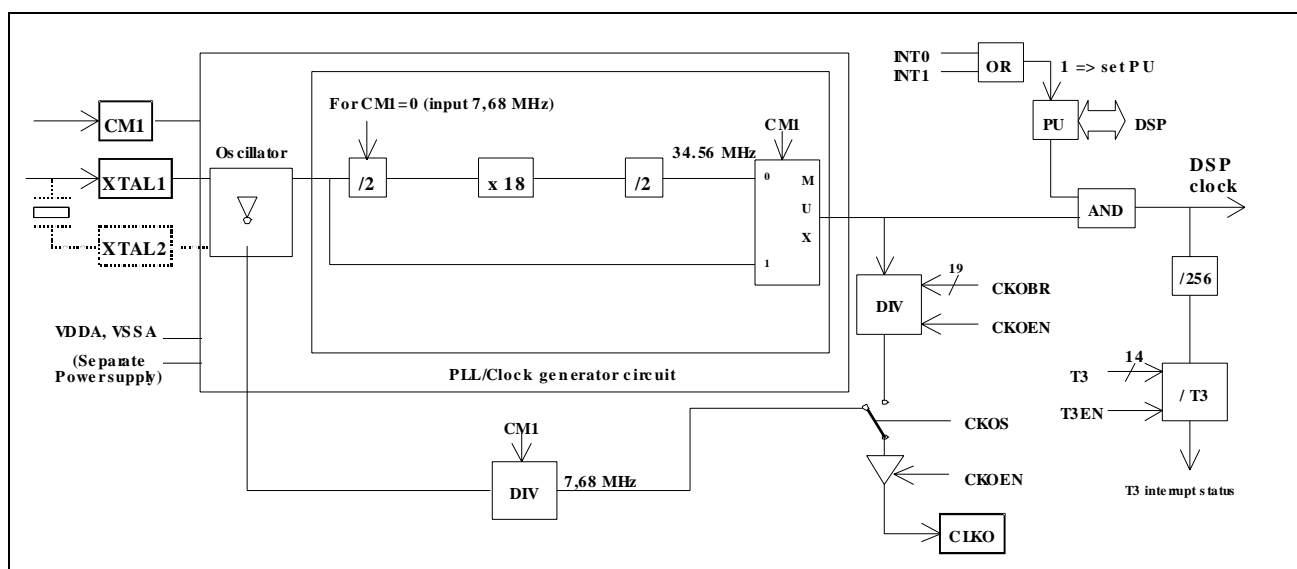 INT0
INT1
OR
1 => set PU
PU
DSP
For CM1=0 (input 7,68 MHz)
CM1
CM1
Oscillator
34.56 MHz
XTAL1
/2
x 18
/2
0
M
U
X
1
DSP
clock
AND
XTAL2
/256
19
CKOBR
DIV
CKOEN
VDDA, VSSA
(Separate
Power supply)
PLL/Clock generator circuit
14
T3
/ T3
T3EN
CKOS
CM1
DIV
7,68 MHz
CKOEN
T3 interrupt status
CLKO